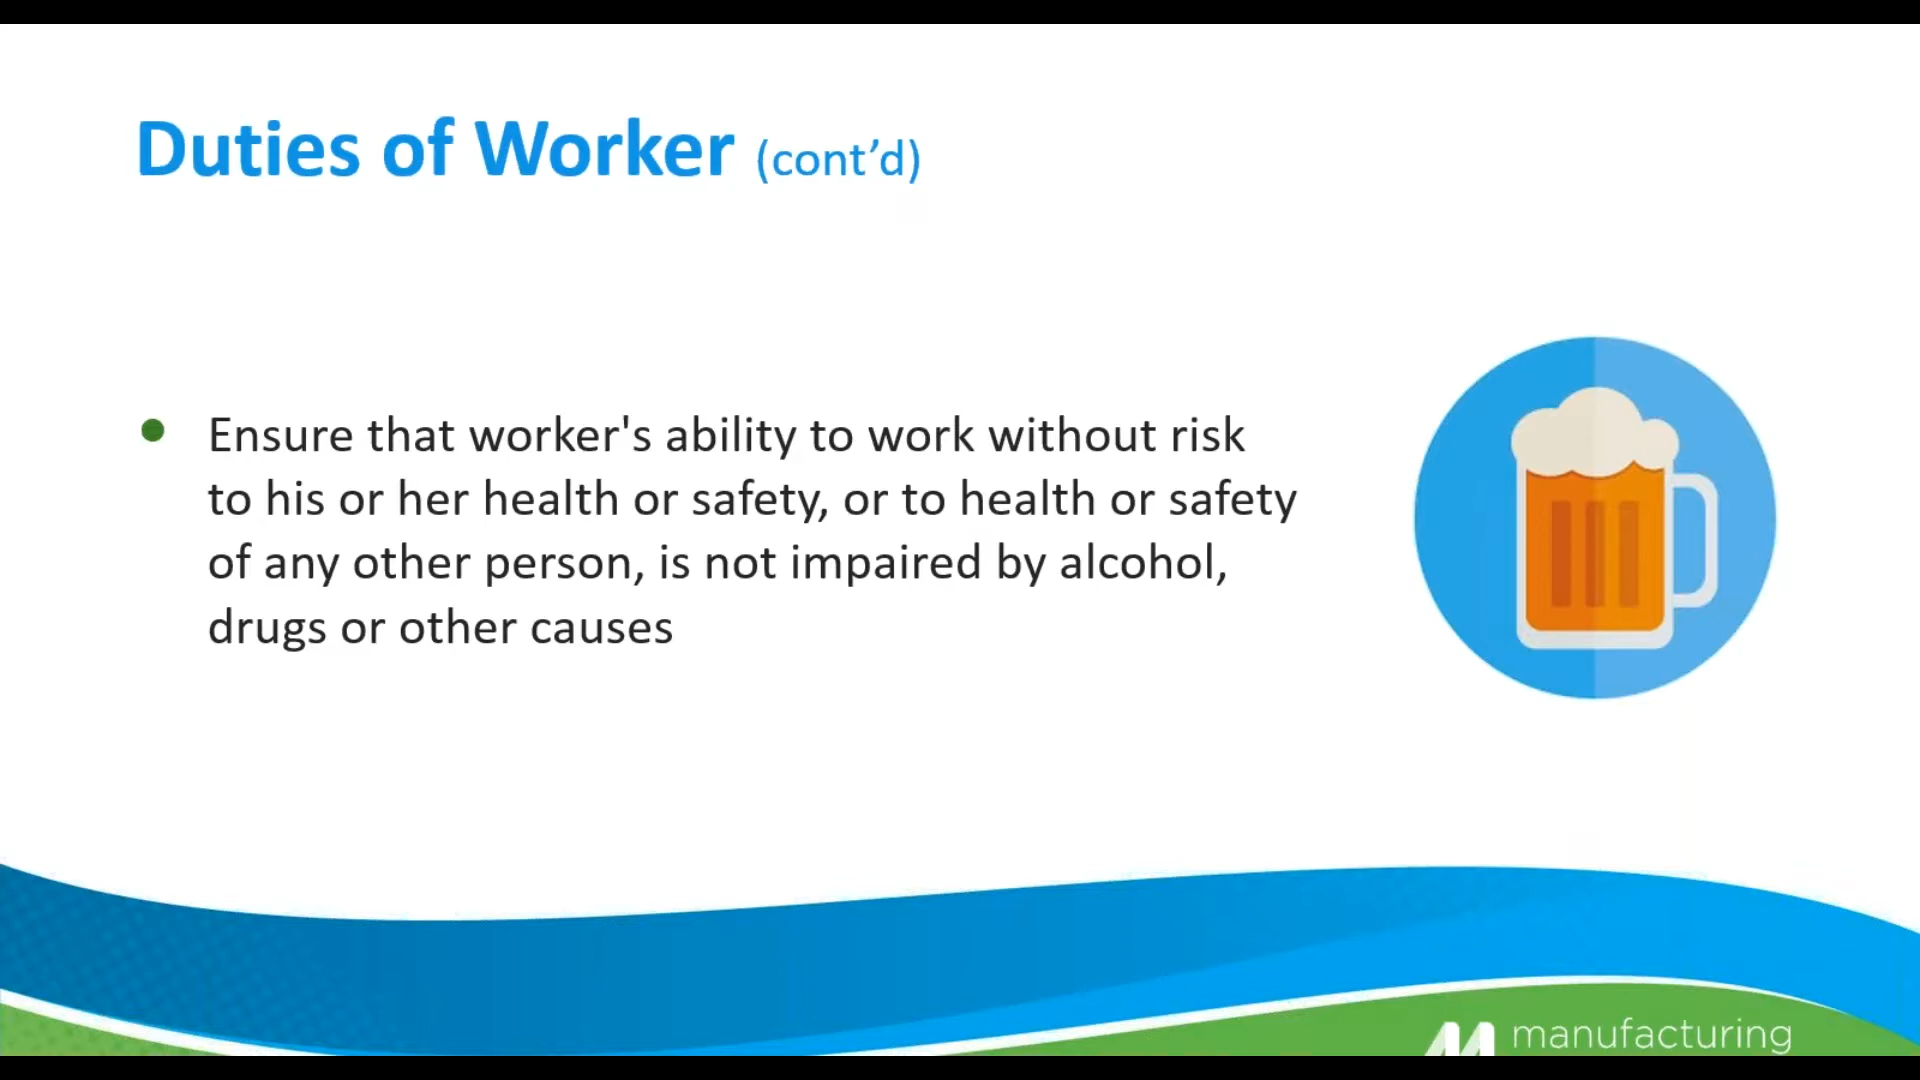 Duties of Worker (cont’d)
Ensure that worker's ability to work without risk
to his or her health or safety, or to health or safety
of any other person, is not impaired by alcohol,
drugs or other causes
manufacturing